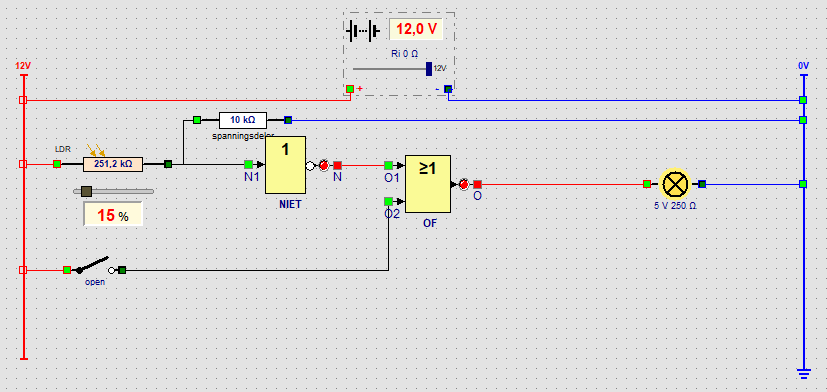 12,0 V
Ri 0 Ω
12V
+ -
12V
0V
10 kΩ
spanningsdeler
LDR
251,2 kΩ
1
≥1
N1
N
O1
NIET
15 %
O2
O
OF
5 V 250 Ω
open